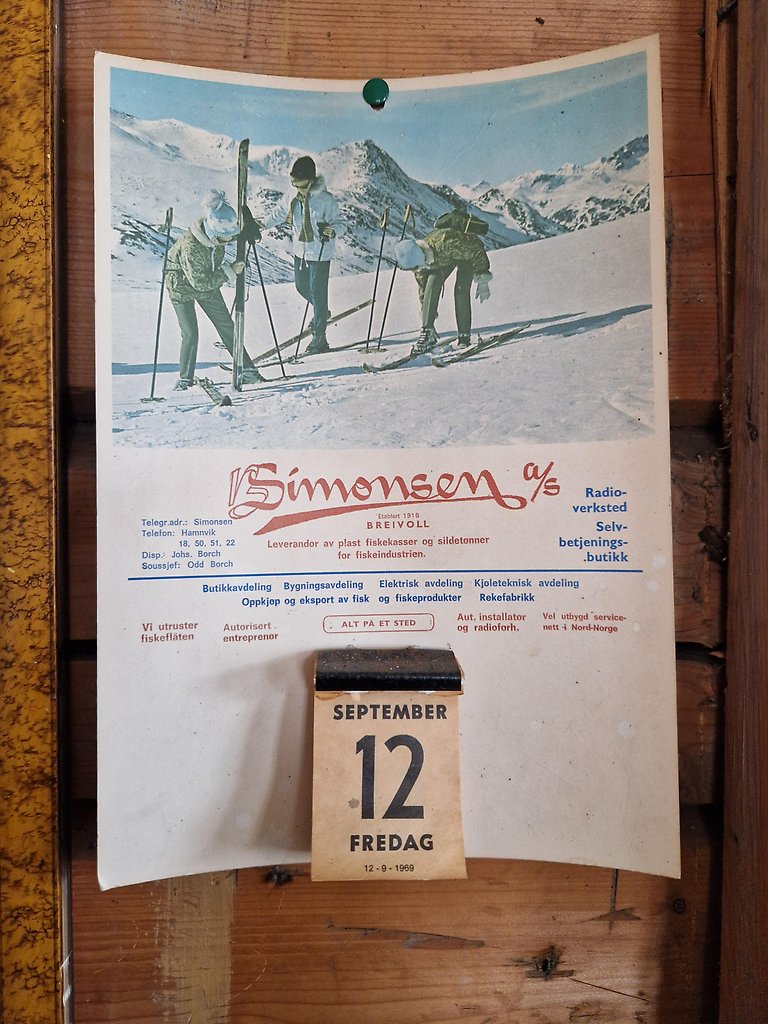 Simonsen a/s
Etablert 1916
BREIVOLL
Leverandør av plast fiskekasser og sildetønner
for fiskeindustrien.
Telegr.adr.: Simonsen
Telefon: Hamnvik
18, 50, 51, 22
Disp.: Johs. Borch
Soussjef: Odd Borch
Radio-
verksted
Selv-
betjenings-
butikk
Butikkavdeling Bygningsavdeling Elektrisk avdeling Kjøleteknisk avdeling
Oppkjøp og eksport av fisk og fiskeprodukter Rekefabrikk
Vi utruster
fiskeflåten
Autorisert
entreprenør
ALT PÅ ET STED
Aut. installatør
og radioforh.
Vel utbygd service-
nett i Nord-Norge
SEPTEMBER
12
FREDAG
12-9-1969